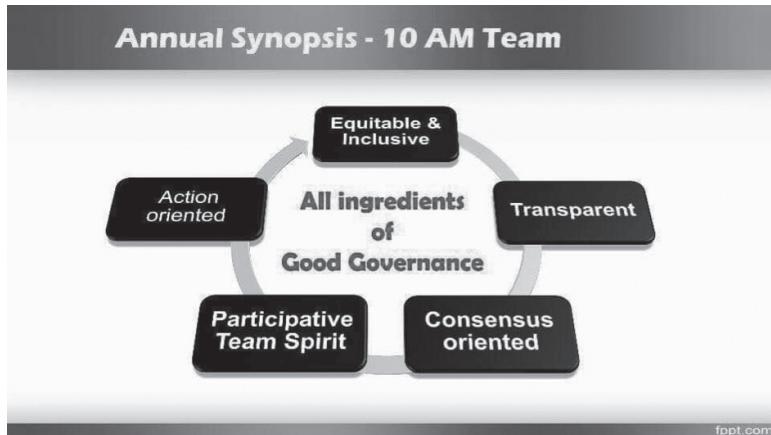 Annual Synopsis - 10 AM Team
Equitable &
Inclusive
Transparent
Consensus
oriented
Participative
Team Spirit
Action
oriented
All ingredients
of
Good Governance
fppt.com